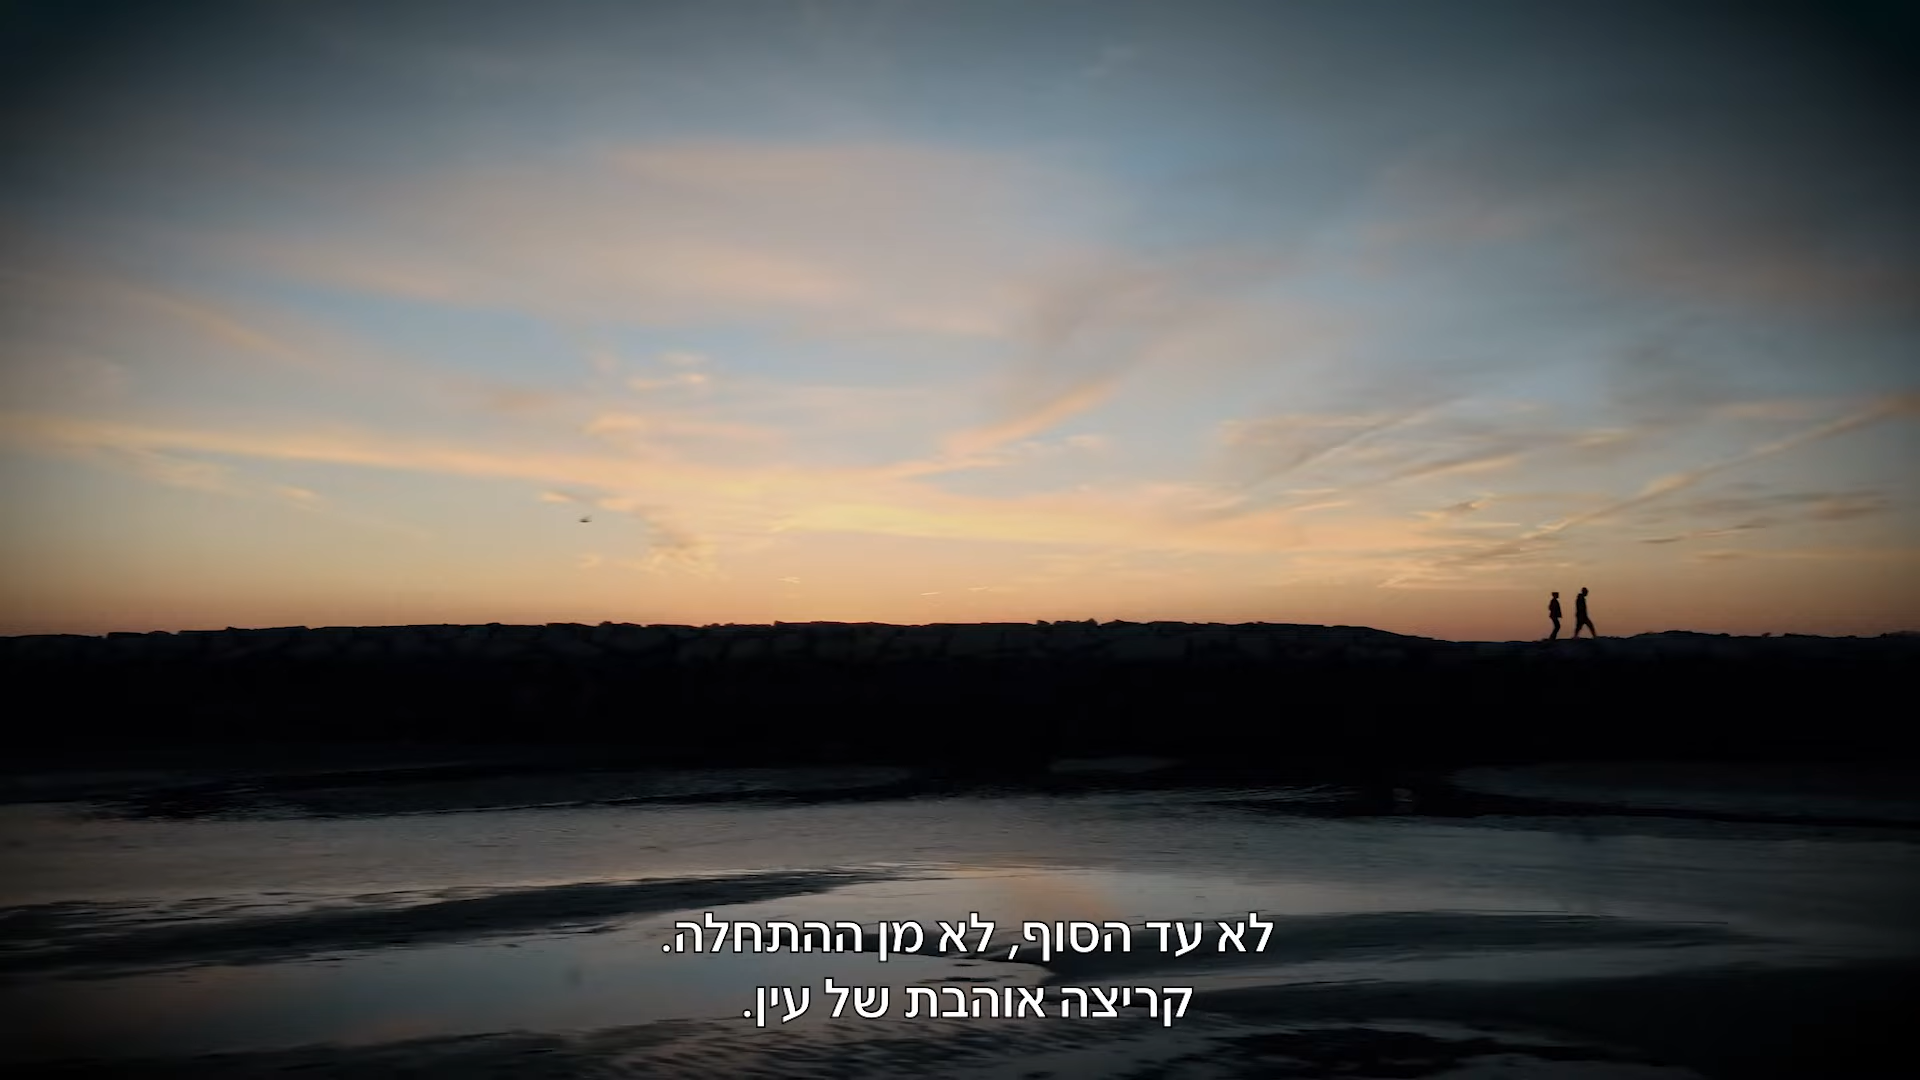 לא עד הסוף, לא מן ההתחלה.
קריצה אוהבת של עין.